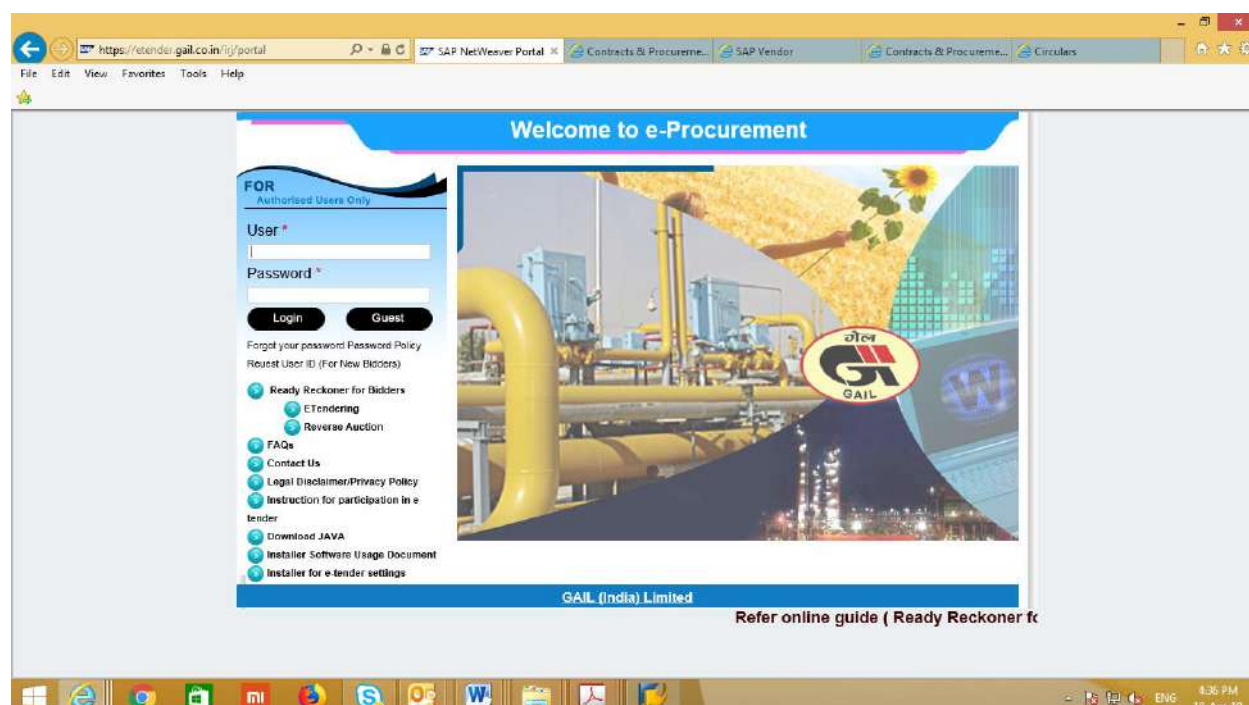 https://etender.gail.co.in/irj/portal
SAP NetWeaver Portal
Contracts & Procureme...
SAP Vendor
Contracts & Procureme...
Circulars
File Edit View Favorites Tools Help
Welcome to e-Procurement
FOR
Authorised Users Only
User *
Password *
Login Guest
Forgot your password Password Policy
Reuest User ID (For New Bidders)
Ready Reckoner for Bidders
ETendering
Reverse Auction
FAQs
Contact Us
Legal Disclaimer/Privacy Policy
Instruction for participation in e
tender
Download JAVA
Installer Software Usage Document
Installer for e-tender settings
गेल
GAIL
W
GAIL (India) Limited
Refer online guide ( Ready Reckoner fo
mi
ENG
4:36 PM